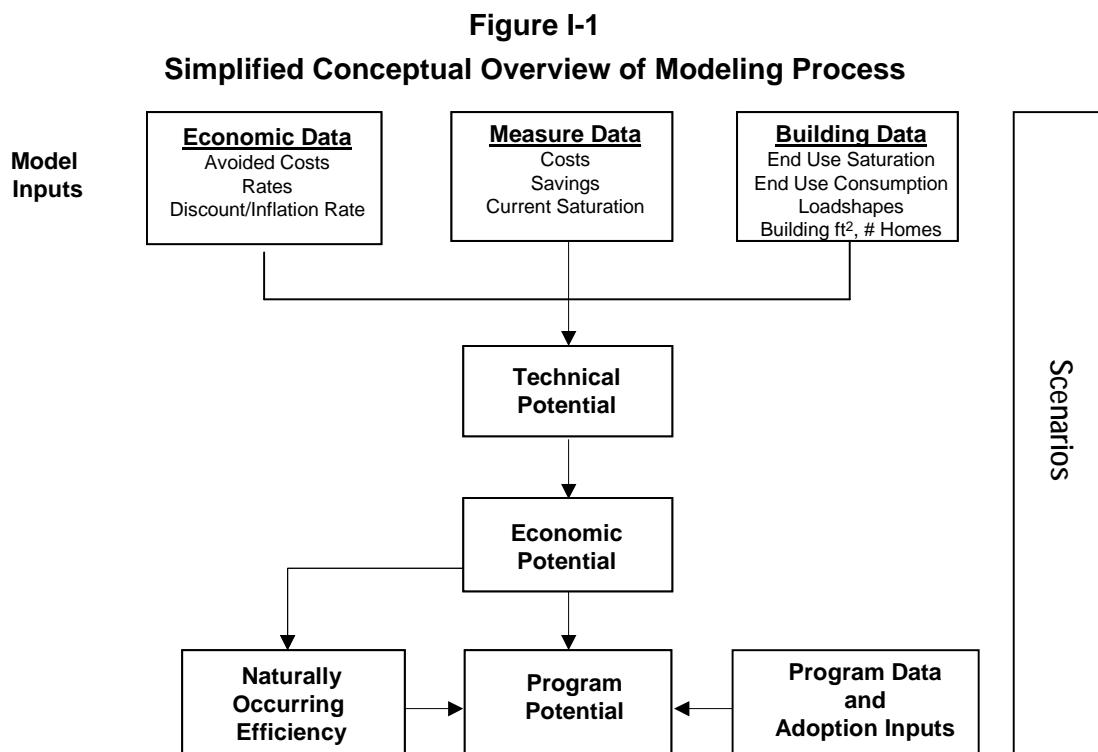 Figure I-1
Simplified Conceptual Overview of Modeling Process
Model
Inputs
Economic Data
Avoided Costs
Rates
Discount/Inflation Rate
Measure Data
Costs
Savings
Current Saturation
Building Data
End Use Saturation
End Use Consumption
Loadshapes
Building ft², # Homes
Scenarios
Technical
Potential
Economic
Potential
Naturally
Occurring
Efficiency
Program
Potential
Program Data
and
Adoption Inputs